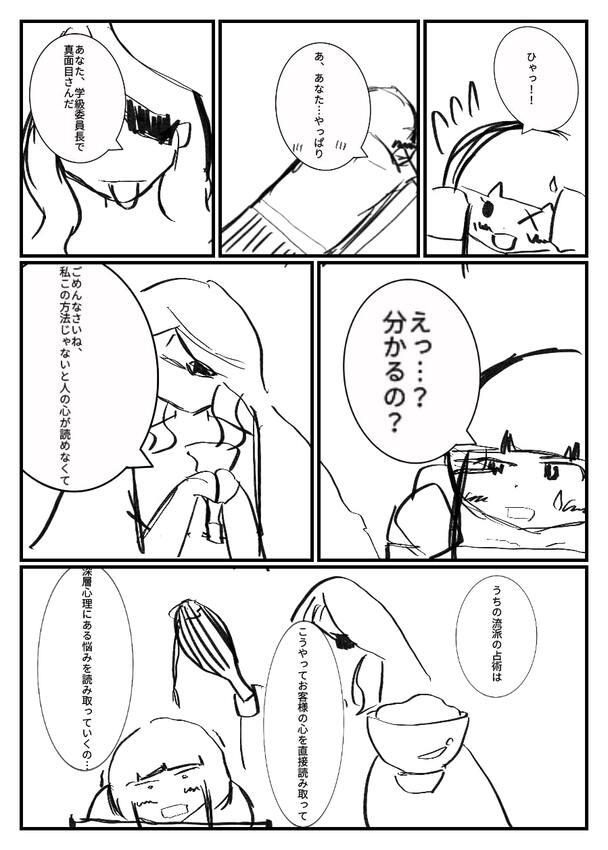 ひゃっ！！
あ、あなた…やっぱり
あなた、学級委員長で
真面目さんだ
えっ…？
分かるの？
ごめんなさいね、
私この方法じゃないと人の心が読めなくて
うちの流派の占術は
こうやってお客様の心を直接読み取って
深層心理にある悩みを読み取っていくの…